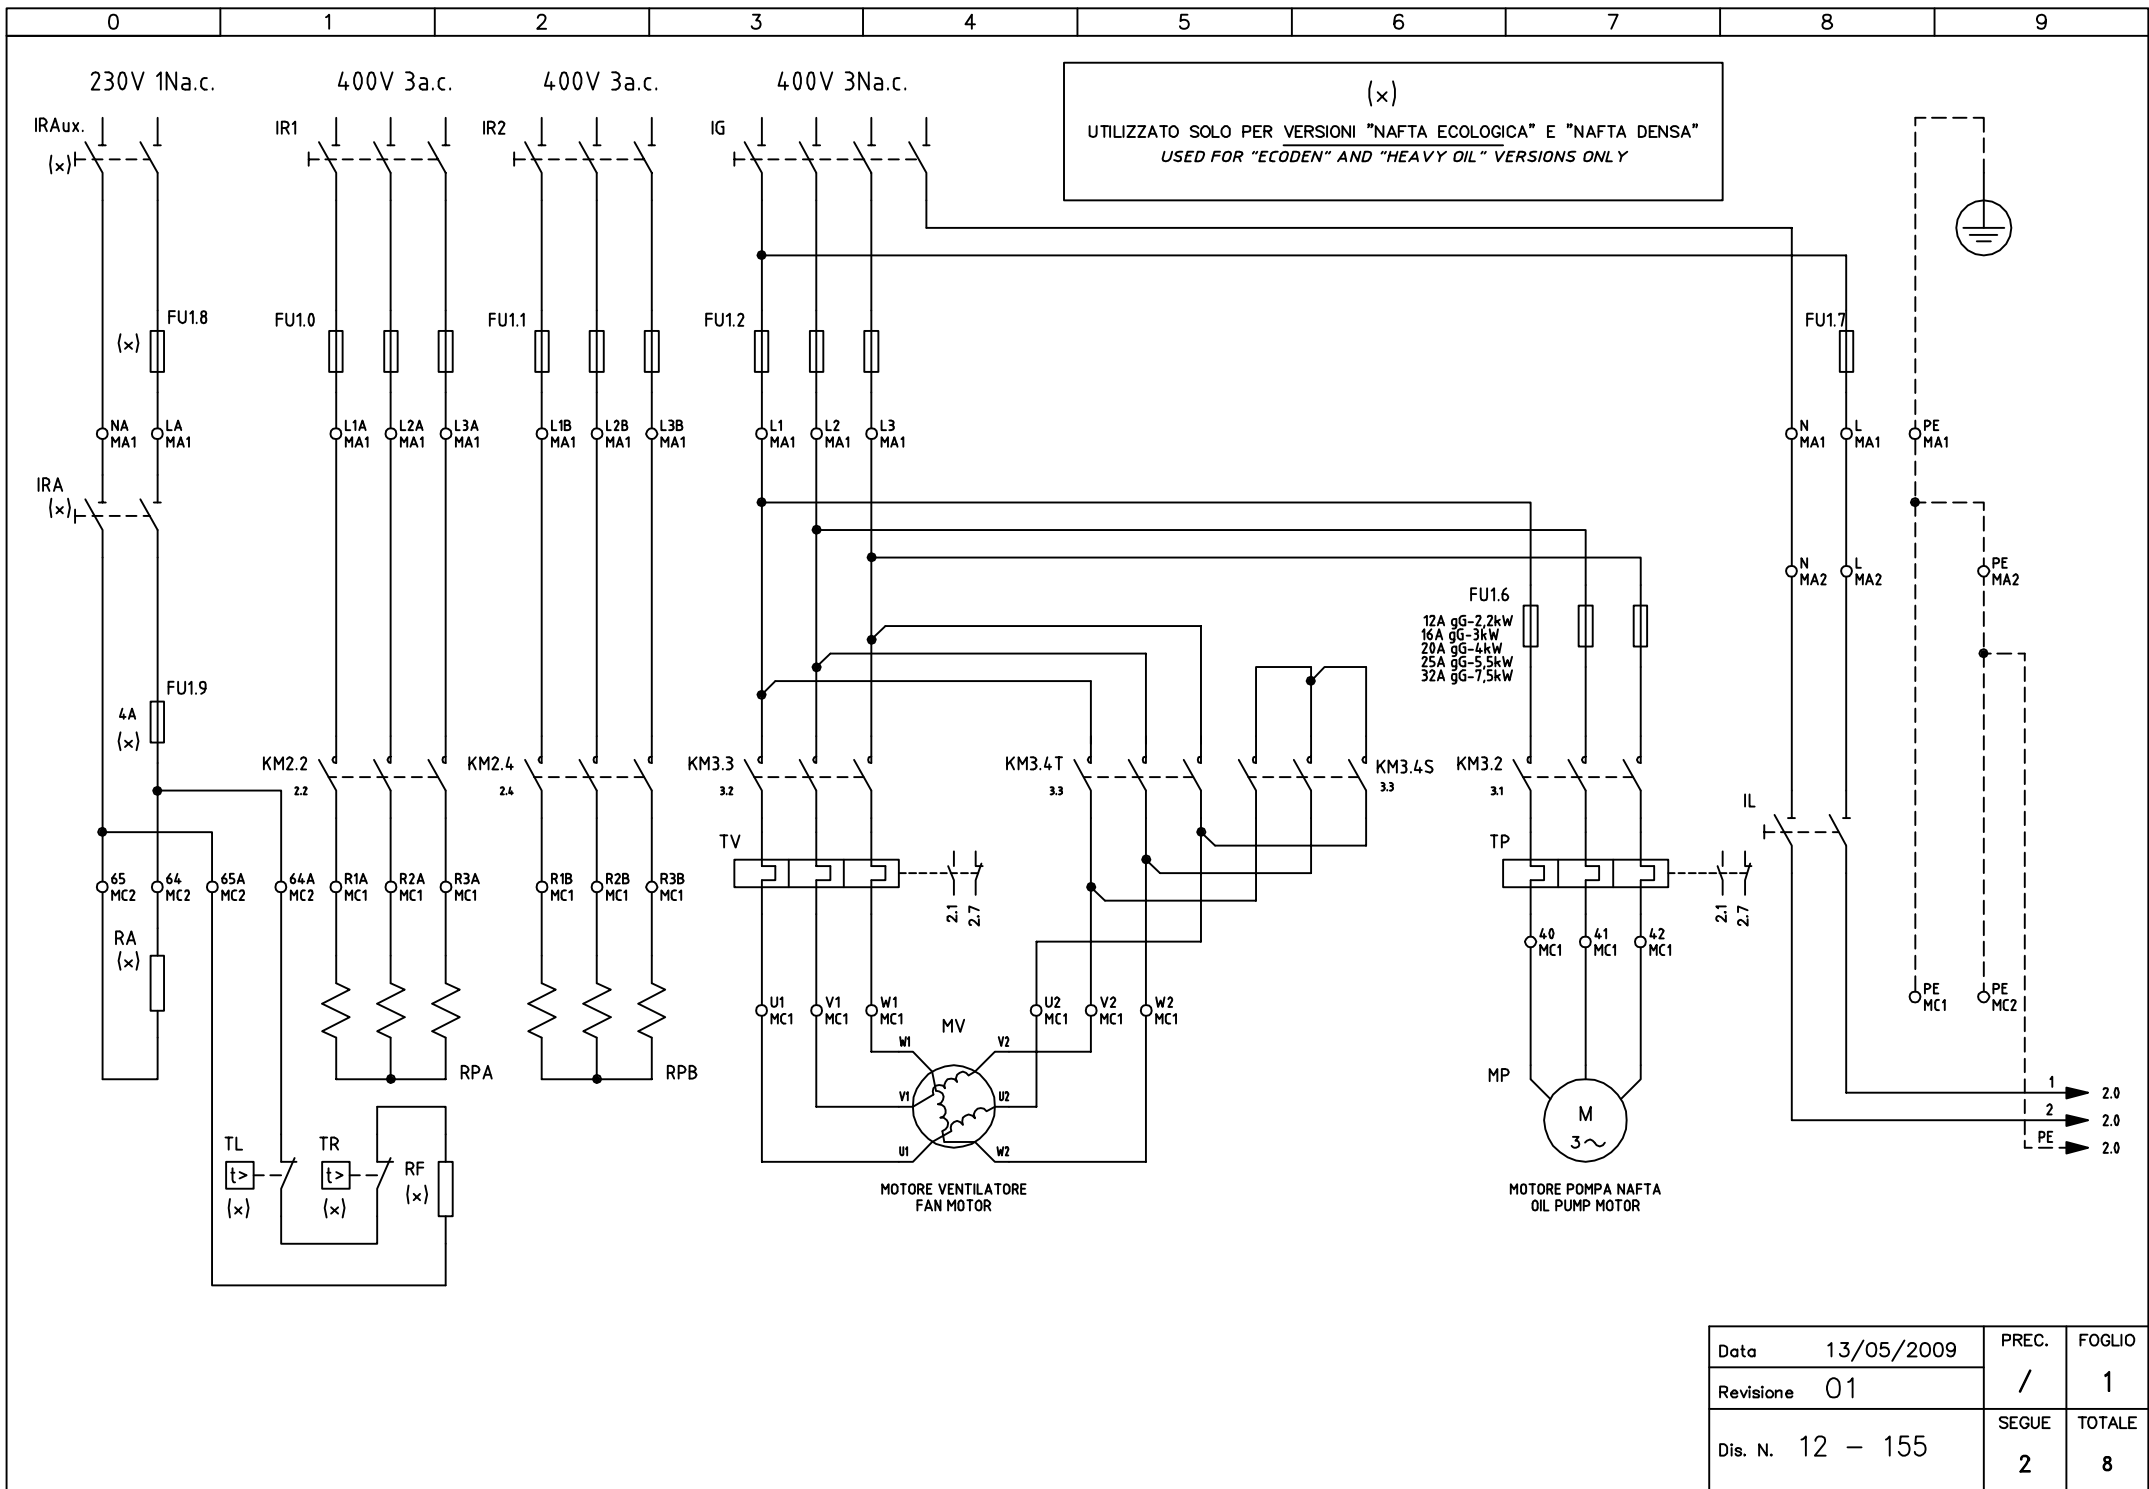 0 1 2 3 4 5 6 7 8 9
230V 1Na.c. 400V 3a.c. 400V 3a.c. 400V 3Na.c.
(x)
UTILIZZATO SOLO PER VERSIONI "NAFTA ECOLOGICA" E "NAFTA DENSA"
USED FOR "ECODEN" AND "HEAVY OIL" VERSIONS ONLY
IRAux. IR1 IR2 IG
(x)
FU1.8 FU1.0 FU1.1 FU1.2 FU1.7
(x)
NA LA L1A L2A L3A L1B L2B L3B L1 L2 L3 N L PE
MA1 MA1 MA1 MA1 MA1 MA1 MA1 MA1 MA1 MA1 MA1 MA1 MA1 MA1
IRA
(x)
N L PE
MA2 MA2 MA2
FU1.6
12A gG-2,2kW
16A gG-3kW
20A gG-4kW
25A gG-5,5kW
32A gG-7,5kW
FU1.9
4A
(x)
KM2.2 KM2.4 KM3.3 KM3.4T KM3.4S KM3.2
2.2 2.4 3.2 3.3 3.3 3.1
IL
TV TP
65 64 65A 64A R1A R2A R3A R1B R2B R3B
MC2 MC2 MC2 MC2 MC1 MC1 MC1 MC1 MC1 MC1
2.1 2.7 2.1 2.7
RA
(x)
40 41 42
MC1 MC1 MC1
U1 V1 W1 U2 V2 W2
MC1 MC1 MC1 MC1 MC1 MC1
PE PE
MC1 MC2
MV
W1 V2
RPA RPB MP
V1 U2
M
3~
U1 W2
1 2.0
2 2.0
PE 2.0
TL TR RF
t> t>
(x) (x) (x)
MOTORE VENTILATORE
FAN MOTOR
MOTORE POMPA NAFTA
OIL PUMP MOTOR
Data 13/05/2009 PREC. FOGLIO
/ 1
Revisione 01
SEGUE TOTALE
Dis. N. 12 - 155
2 8